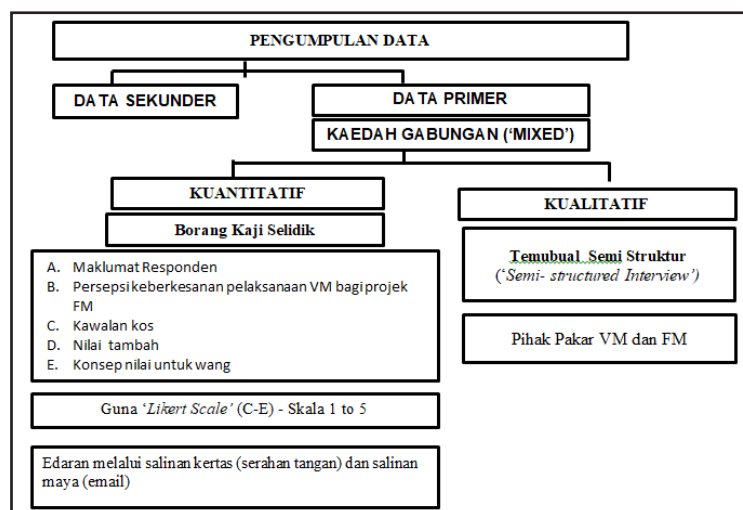 PENGUMPULAN DATA
DATA SEKUNDER
DATA PRIMER
KAEDAH GABUNGAN (‘MIXED’)
KUANTITATIF
Borang Kaji Selidik
A. Maklumat Responden
B. Persepsi keberkesanan pelaksanaan VM bagi projek
FM
C. Kawalan kos
D. Nilai tambah
E. Konsep nilai untuk wang
Guna ‘Likert Scale’ (C-E) - Skala 1 to 5
Edaran melalui salinan kertas (serahan tangan) dan salinan
maya (email)
KUALITATIF
Temubual Semi Struktur
(‘Semi- structured Interview’)
Pihak Pakar VM dan FM